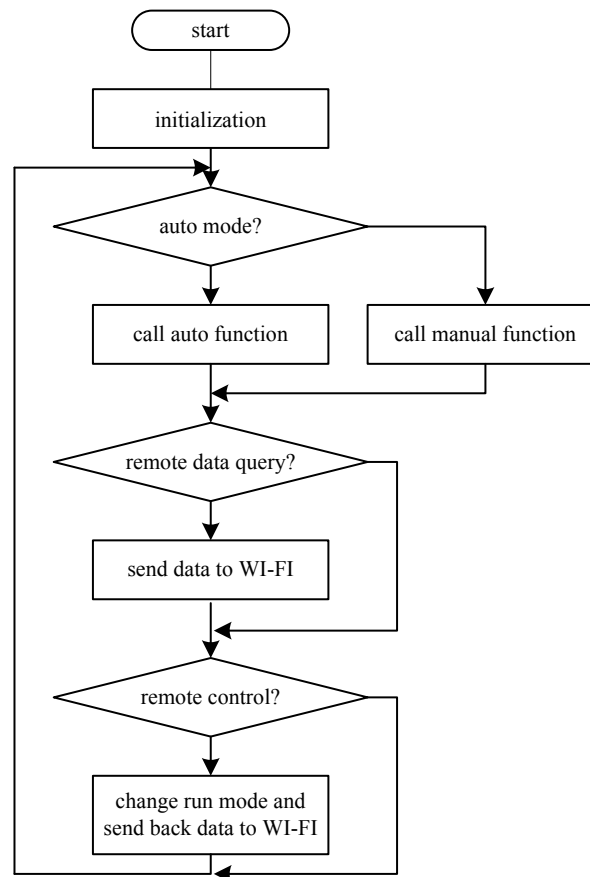 start
initialization
auto mode?
call auto function
call manual function
remote data query?
send data to WI-FI
remote control?
change run mode and
send back data to WI-FI